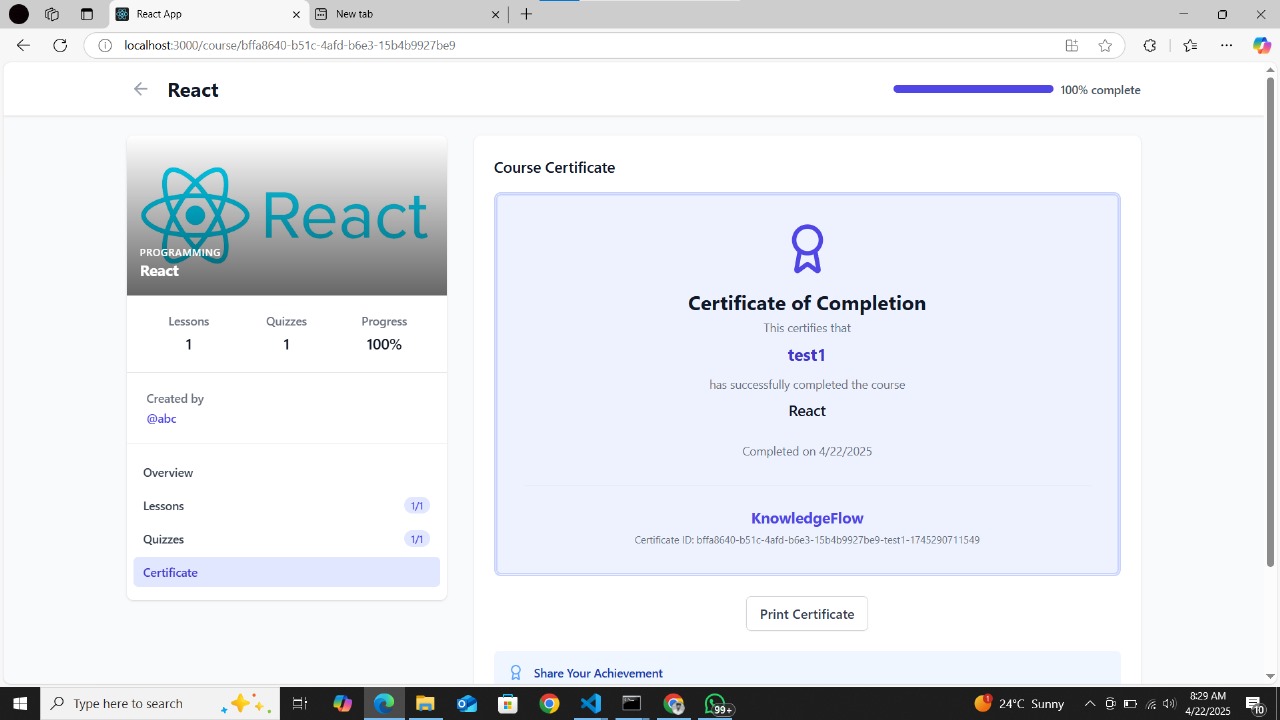 React App
New tab
localhost:3000/course/bffa8640-b51c-4afd-b6e3-15b4b9927be9
React
100% complete
React
PROGRAMMING
React
Lessons
Quizzes
Progress
1
1
100%
Created by
@abc
Overview
Lessons
1/1
Quizzes
1/1
Certificate
Course Certificate
Certificate of Completion
This certifies that
test1
has successfully completed the course
React
Completed on 4/22/2025
KnowledgeFlow
Certificate ID: bffa8640-b51c-4afd-b6e3-15b4b9927be9-test1-1745290711549
Print Certificate
Share Your Achievement
Type here to search
99+
24°C Sunny
8:29 AM
4/22/2025
10